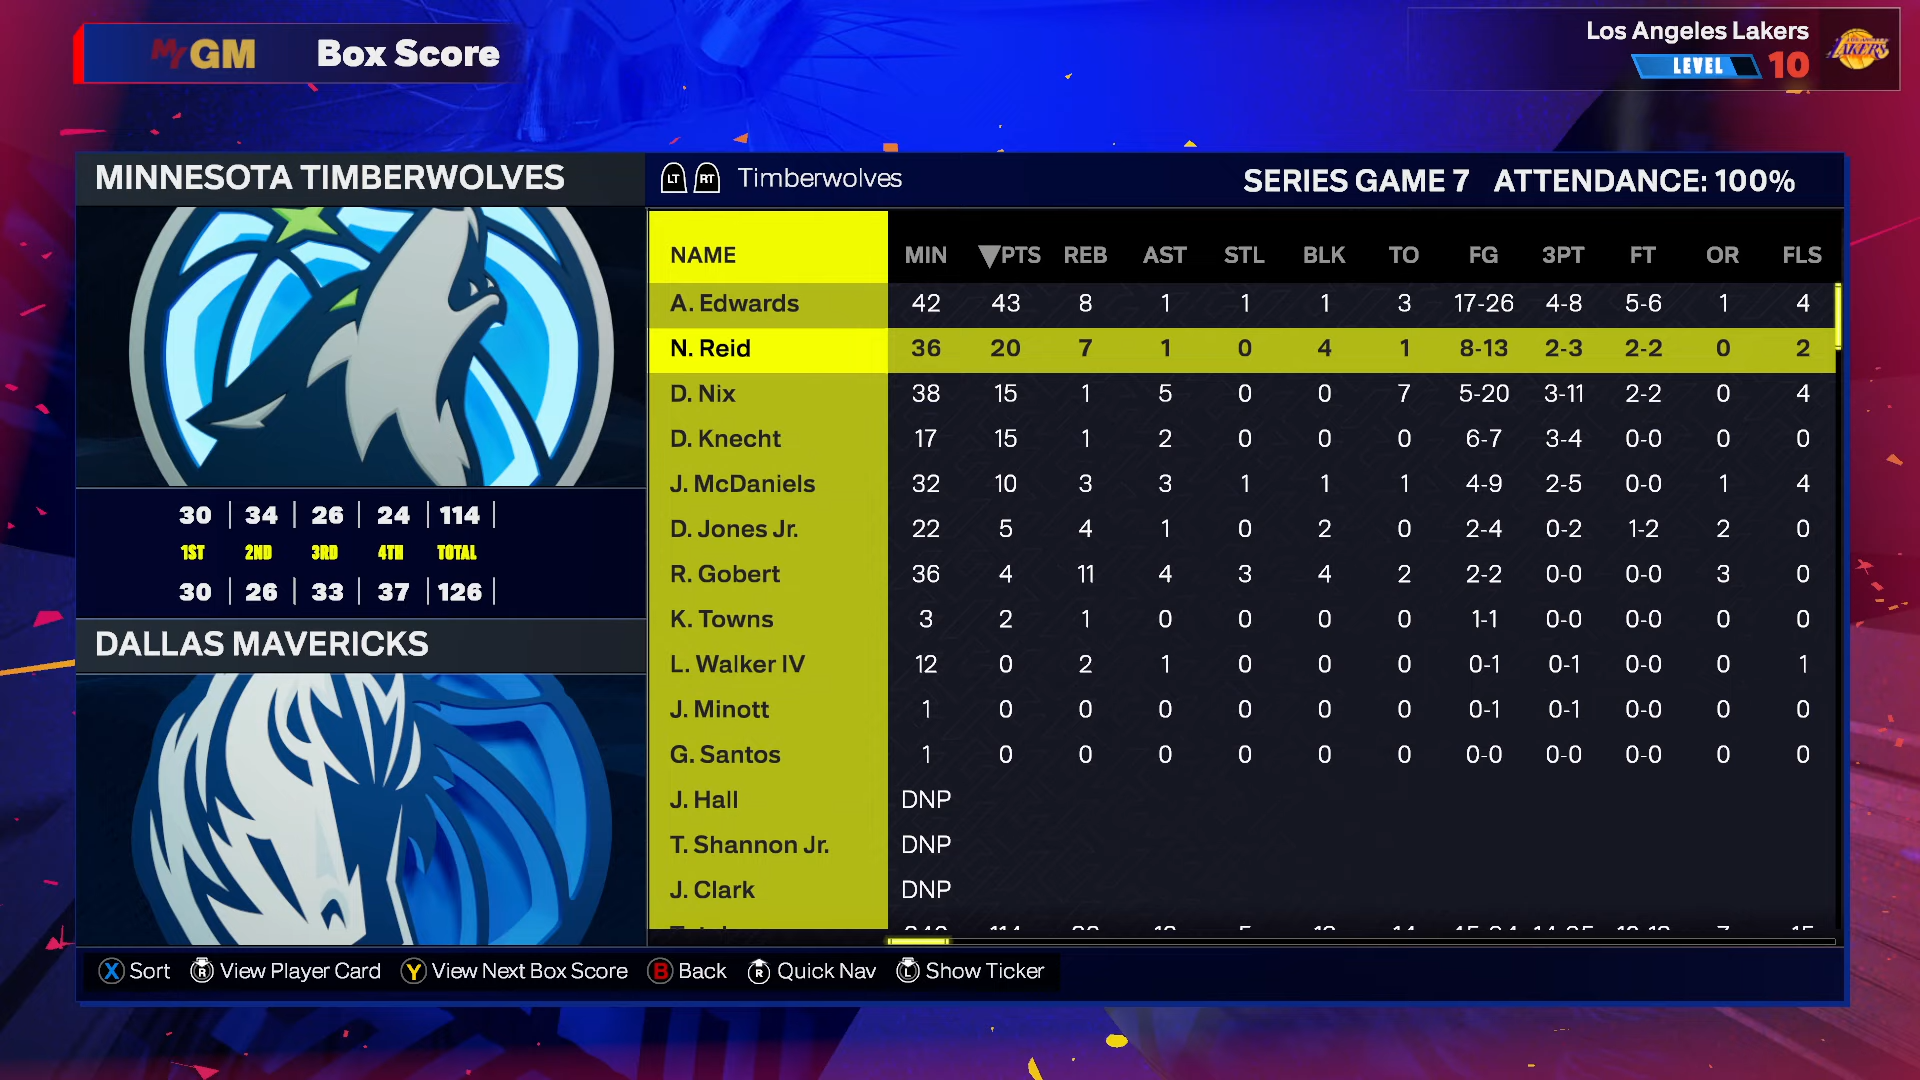 MyGM Box Score
Los Angeles Lakers
LEVEL 10
LAKERS
MINNESOTA TIMBERWOLVES
30 34 26 24 114
1ST 2ND 3RD 4TH TOTAL
30 26 33 37 126
DALLAS MAVERICKS
LT RT Timberwolves SERIES GAME 7 ATTENDANCE: 100%
NAME MIN PTS REB AST STL BLK TO FG 3PT FT OR FLS
A. Edwards 42 43 8 1 1 1 3 17-26 4-8 5-6 1 4
N. Reid 36 20 7 1 0 4 1 8-13 2-3 2-2 0 2
D. Nix 38 15 1 5 0 0 7 5-20 3-11 2-2 0 4
D. Knecht 17 15 1 2 0 0 0 6-7 3-4 0-0 0 0
J. McDaniels 32 10 3 3 1 1 1 4-9 2-5 0-0 1 4
D. Jones Jr. 22 5 4 1 0 2 0 2-4 0-2 1-2 2 0
R. Gobert 36 4 11 4 3 4 2 2-2 0-0 0-0 3 0
K. Towns 3 2 1 0 0 0 0 1-1 0-0 0-0 0 0
L. Walker IV 12 0 2 1 0 0 0 0-1 0-1 0-0 0 1
J. Minott 1 0 0 0 0 0 0 0-1 0-1 0-0 0 0
G. Santos 1 0 0 0 0 0 0 0-0 0-0 0-0 0 0
J. Hall DNP
T. Shannon Jr. DNP
J. Clark DNP
X Sort R View Player Card Y View Next Box Score B Back R Quick Nav L Show Ticker